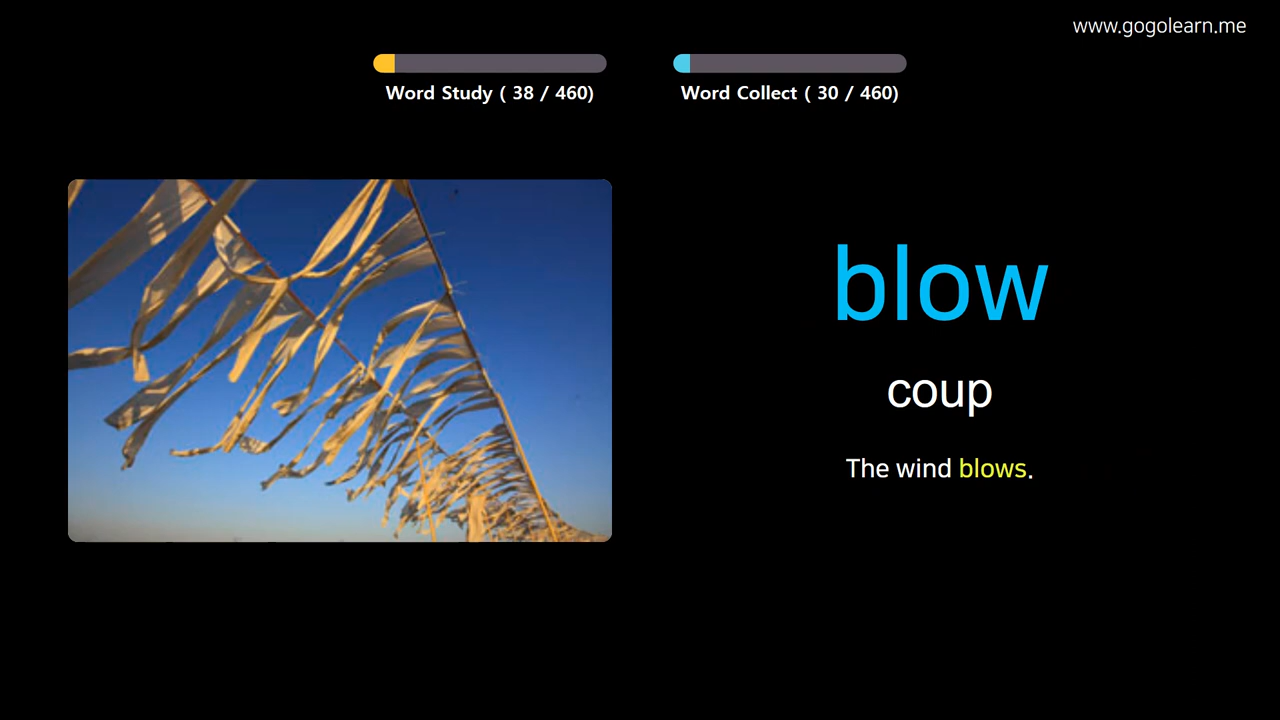 www.gogolearn.me
Word Study ( 38 / 460)
Word Collect ( 30 / 460)
blow
coup
The wind blows.